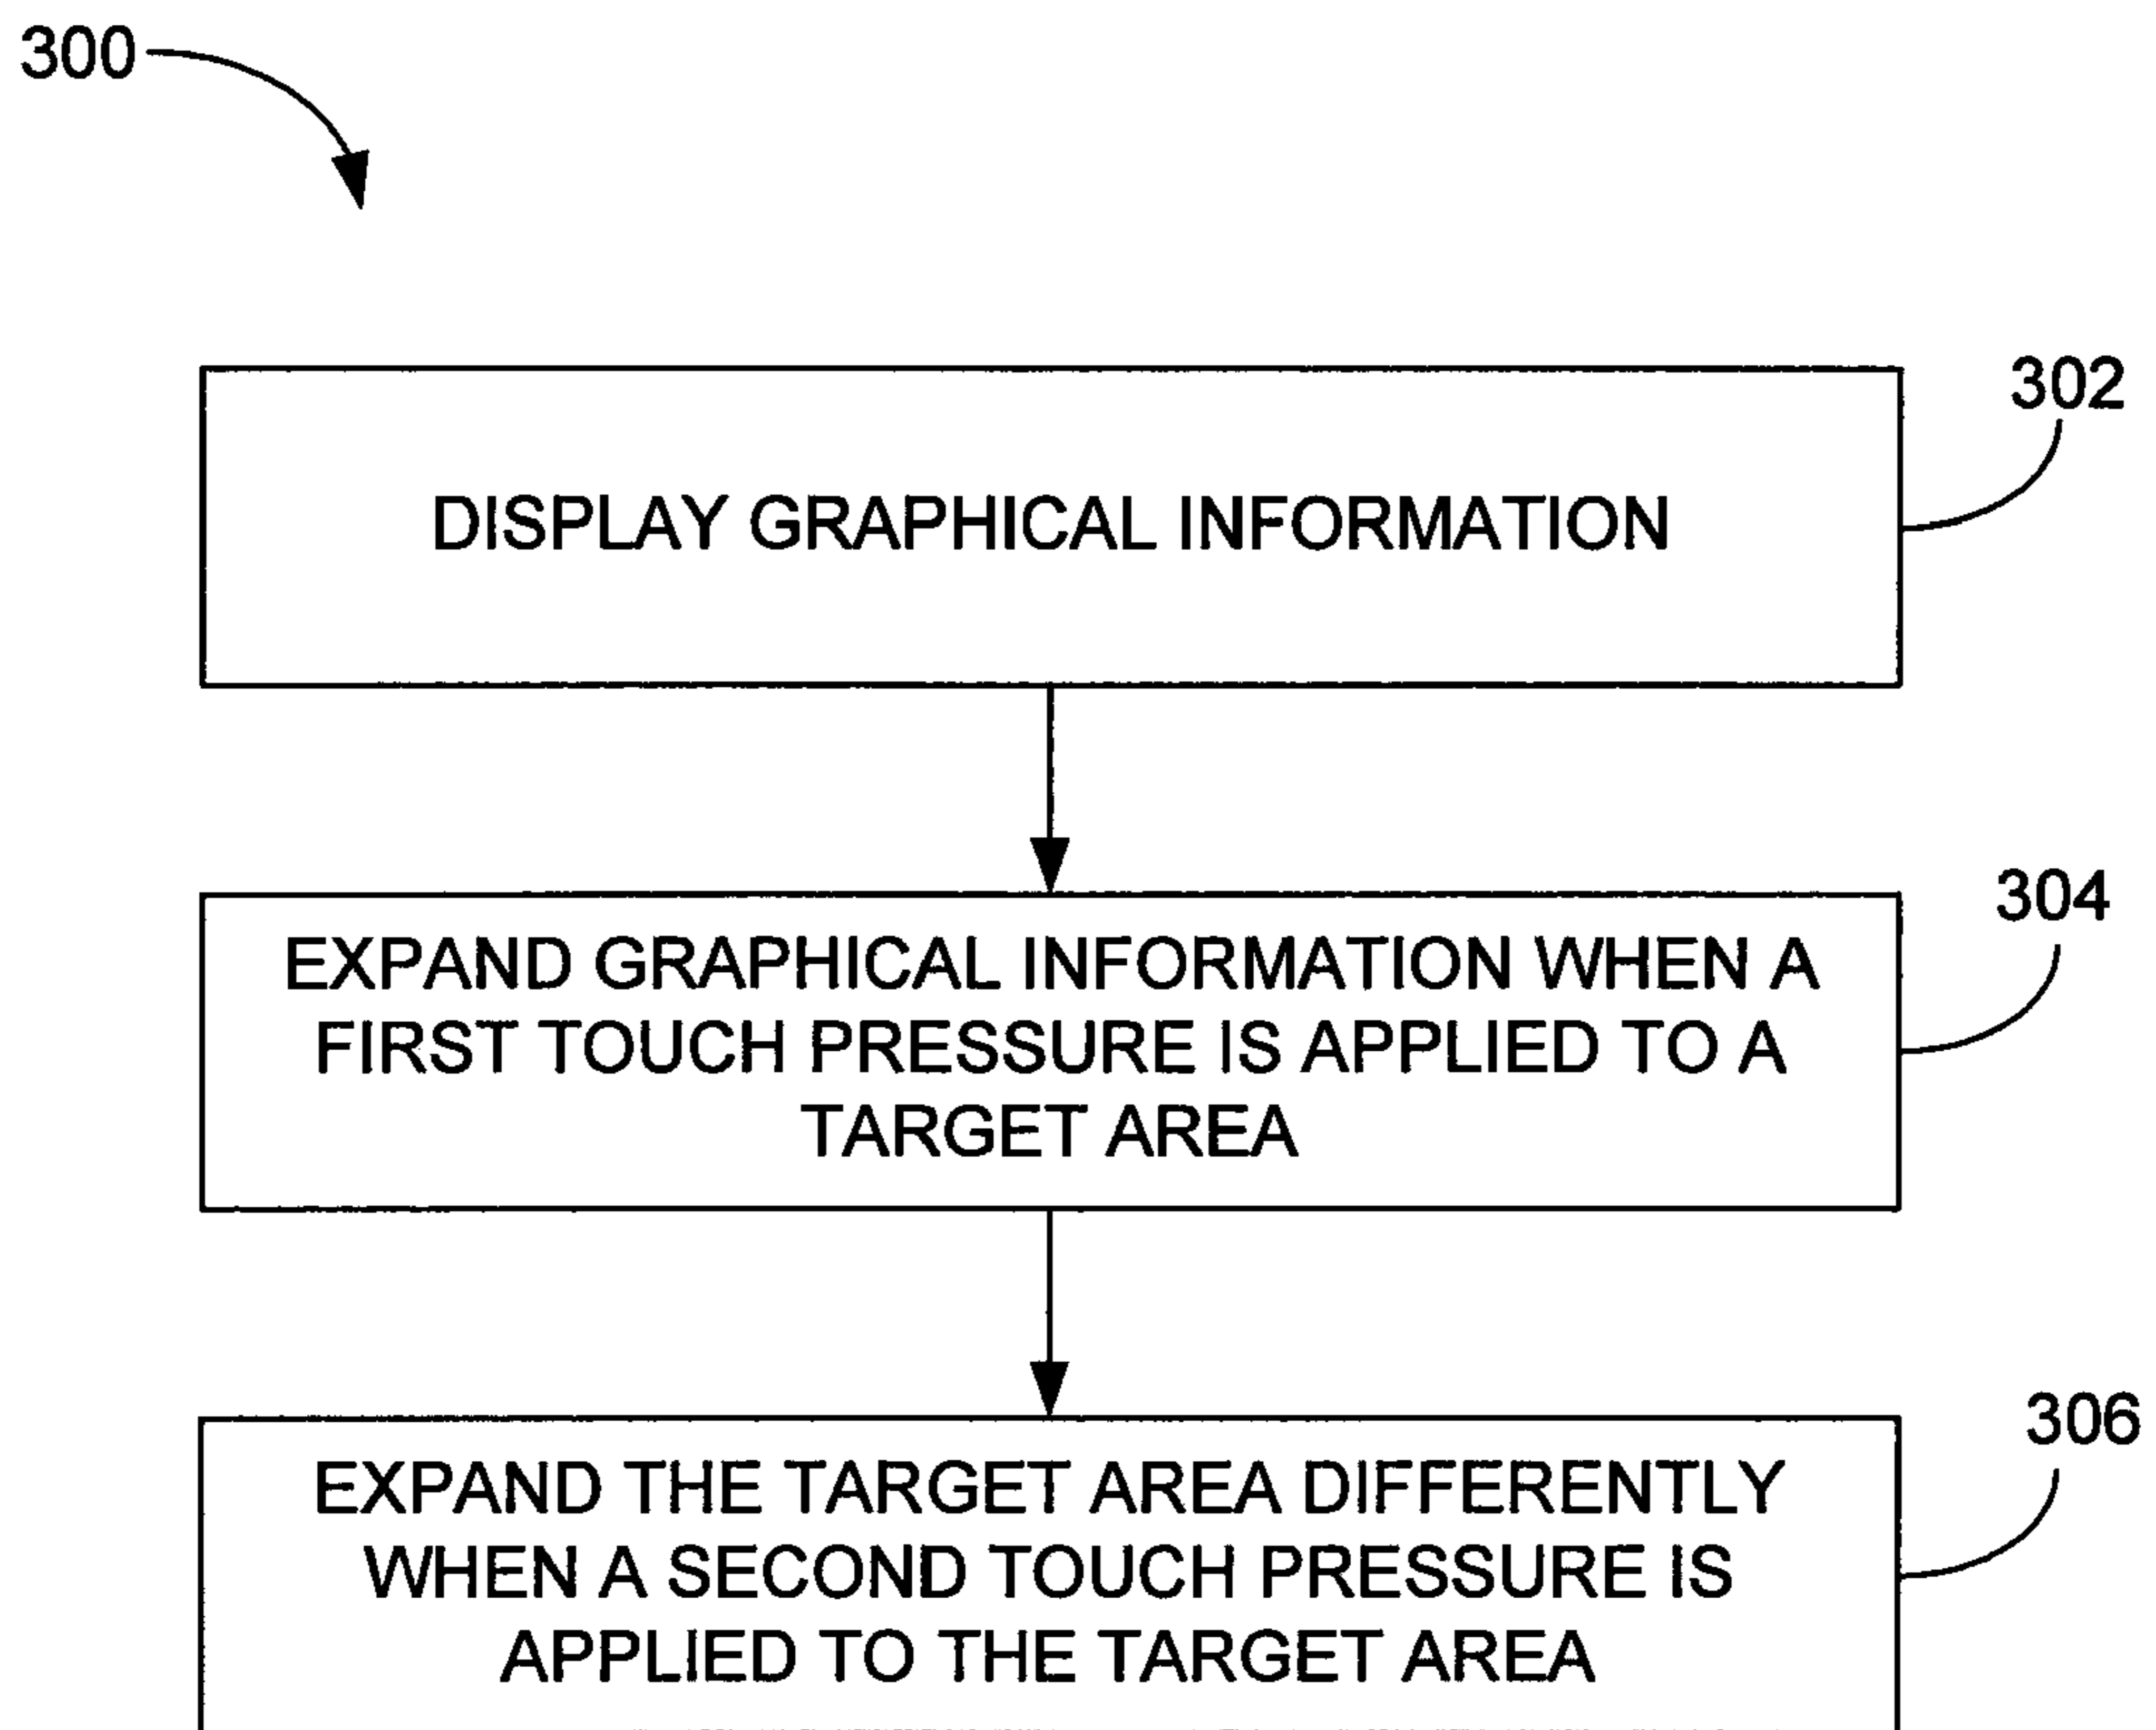 300
302
DISPLAY GRAPHICAL INFORMATION
304
EXPAND GRAPHICAL INFORMATION WHEN A
FIRST TOUCH PRESSURE IS APPLIED TO A
TARGET AREA
306
EXPAND THE TARGET AREA DIFFERENTLY
WHEN A SECOND TOUCH PRESSURE IS
APPLIED TO THE TARGET AREA